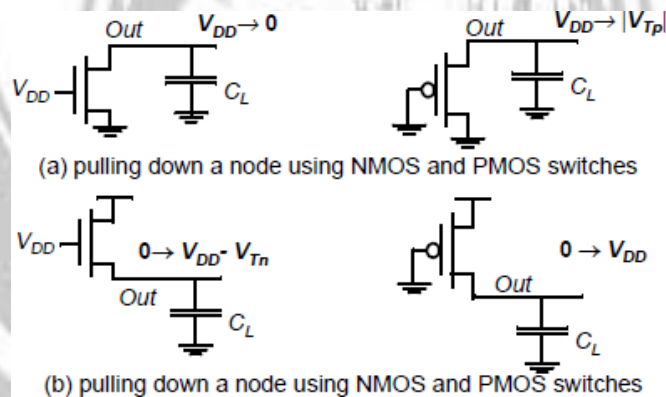 Out V_DD → 0
V_DD
C_L
Out V_DD → |V_Tp|
C_L
(a) pulling down a node using NMOS and PMOS switches
V_DD
0 → V_DD - V_Tn
Out
C_L
0 → V_DD
Out
C_L
(b) pulling down a node using NMOS and PMOS switches